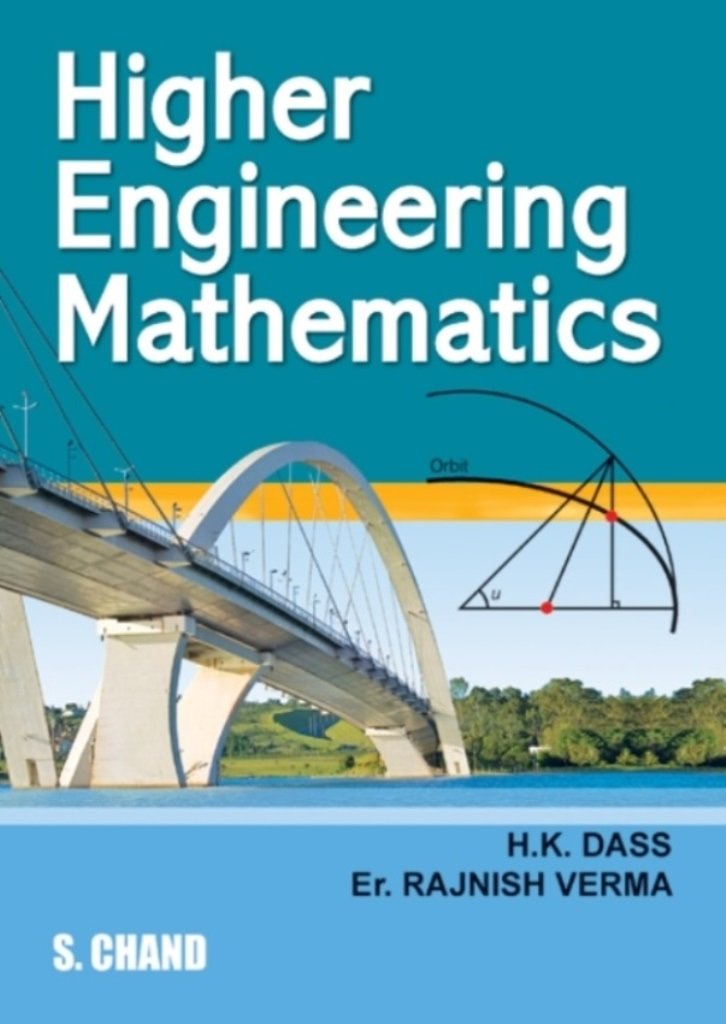 Higher
Engineering
Mathematics
Orbit
u
H.K. DASS
Er. RAJNISH VERMA
S. CHAND